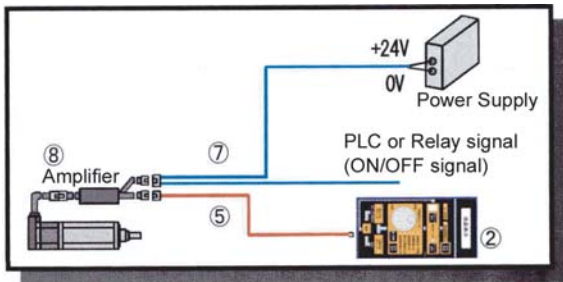 +24V
0V
Power Supply
PLC or Relay signal
(ON/OFF signal)
⑧
Amplifier
⑦
⑤
②